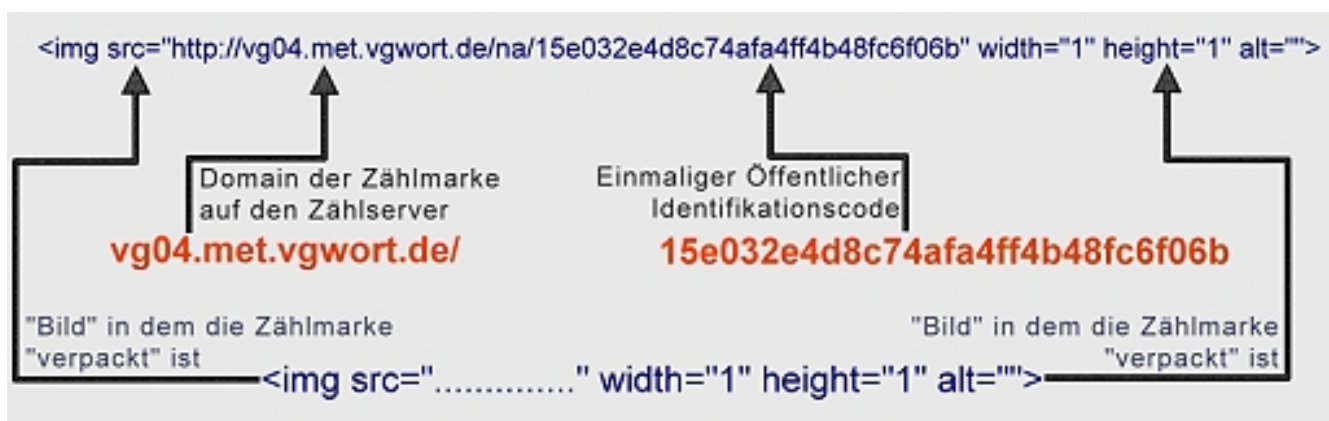 <img src="http://vg04.met.vgwort.de/na/15e032e4d8c74afa4ff4b48fc6f06b" width="1" height="1" alt="">
Domain der Zählmarke
auf den Zählserver
vg04.met.vgwort.de/
Einmaliger Öffentlicher
Identifikationscode
15e032e4d8c74afa4ff4b48fc6f06b
"Bild" in dem die Zählmarke
"verpackt" ist
"Bild" in dem die Zählmarke
"verpackt" ist
<img src=".............." width="1" height="1" alt="">